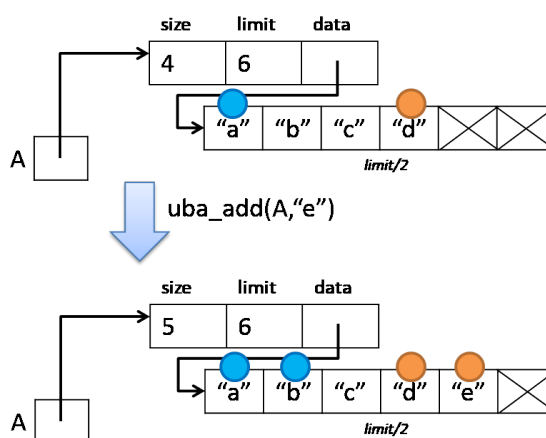 size limit data
4 6
“a” “b” “c” “d”
limit/2
A
uba_add(A,“e”)
size limit data
5 6
“a” “b” “c” “d” “e”
limit/2
A